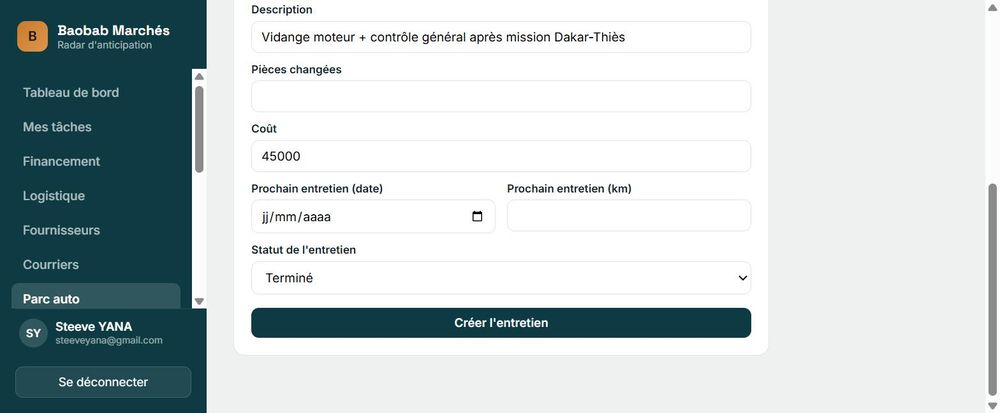 B
Baobab Marchés
Radar d'anticipation
Tableau de bord
Mes tâches
Financement
Logistique
Fournisseurs
Courriers
Parc auto
SY
Steeve YANA
steeveyana@gmail.com
Se déconnecter
Description
Vidange moteur + contrôle général après mission Dakar-Thiès
Pièces changées
Coût
45000
Prochain entretien (date)
Prochain entretien (km)
jj/mm/aaaa
Statut de l'entretien
Terminé
Créer l'entretien